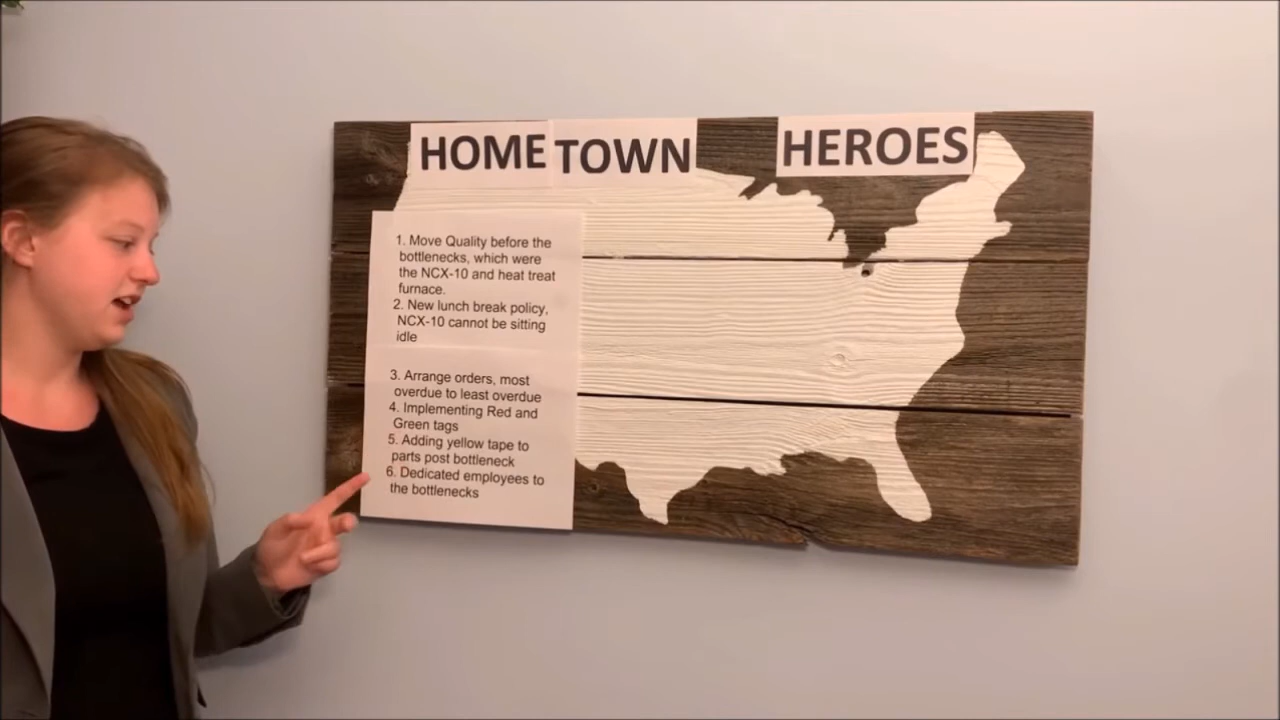 HOME TOWN HEROES
1. Move Quality before the
bottlenecks, which were
the NCX-10 and heat treat
furnace.
2. New lunch break policy,
NCX-10 cannot be sitting
idle
3. Arrange orders, most
overdue to least overdue
4. Implementing Red and
Green tags
5. Adding yellow tape to
parts post bottleneck
6. Dedicated employees to
the bottlenecks